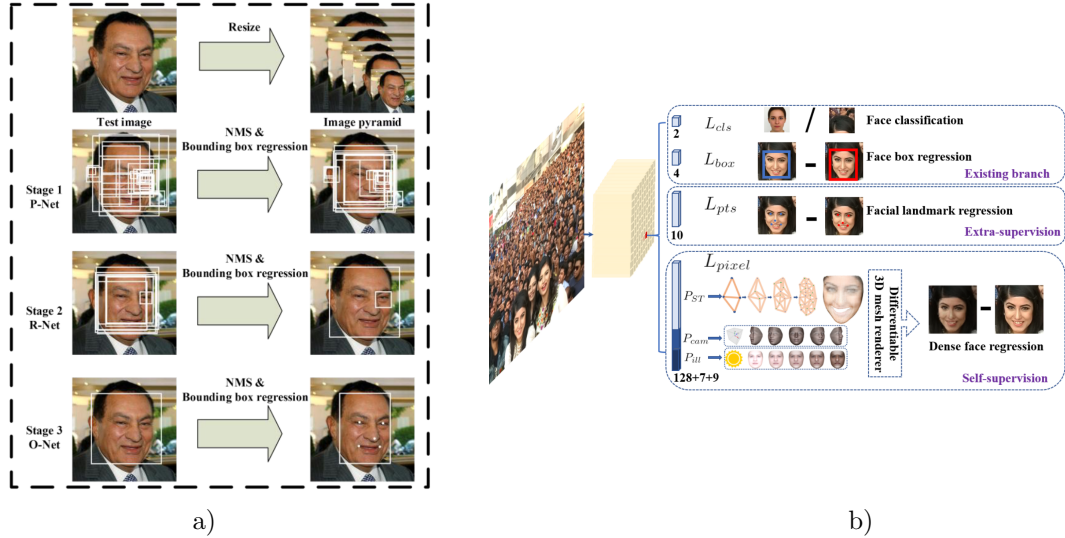 Resize
Test image
Image pyramid
NMS &
Bounding box regression
Stage 1
P-Net
NMS &
Bounding box regression
Stage 2
R-Net
NMS &
Bounding box regression
Stage 3
O-Net
a)
2
L_cls
/
Face classification
4
L_box
-
Face box regression
Existing branch
10
L_pts
-
Facial landmark regression
Extra-supervision
L_pixel
P_ST
P_cam
P_ill
128+7+9
Differentiable
3D mesh renderer
-
Dense face regression
Self-supervision
b)